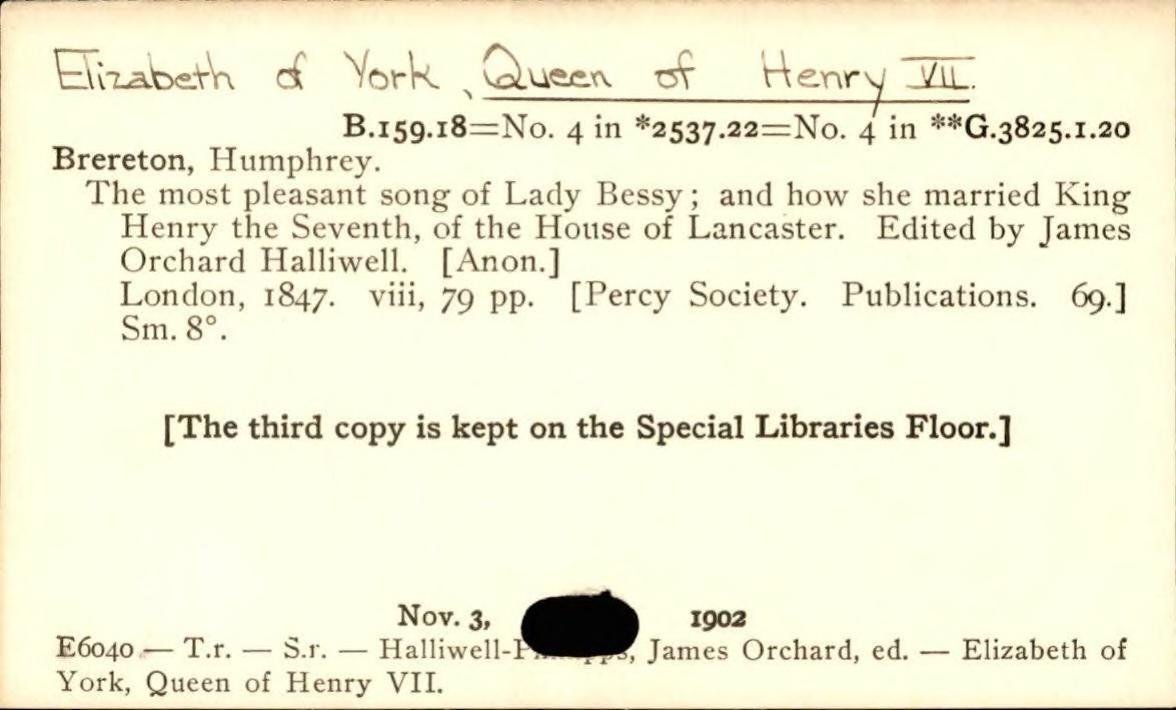 Elizabeth of York, Queen of Henry VII.
B.159.18=No. 4 in *2537.22=No. 4 in **G.3825.1.20
Brereton, Humphrey.
The most pleasant song of Lady Bessy; and how she married King
Henry the Seventh, of the House of Lancaster. Edited by James
Orchard Halliwell. [Anon.]
London, 1847. viii, 79 pp. [Percy Society. Publications. 69.]
Sm. 8°.
[The third copy is kept on the Special Libraries Floor.]
Nov. 3, 1902
E6040 — T.r. — S.r. — Halliwell-Phillipps, James Orchard, ed. — Elizabeth of
York, Queen of Henry VII.